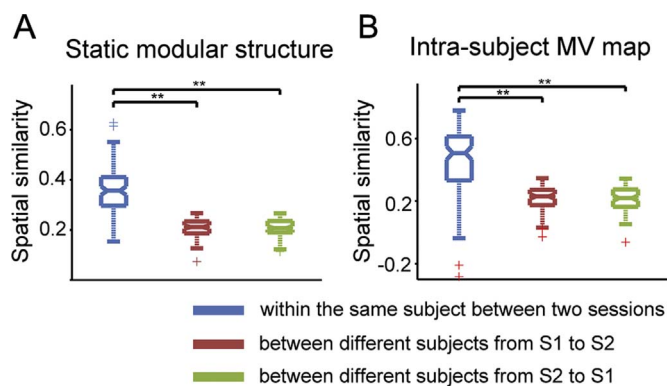 A
Static modular structure
**
**
Spatial similarity
0.6
0.4
0.2
B
Intra-subject MV map
**
**
Spatial similarity
0.6
0.2
-0.2
within the same subject between two sessions
between different subjects from S1 to S2
between different subjects from S2 to S1